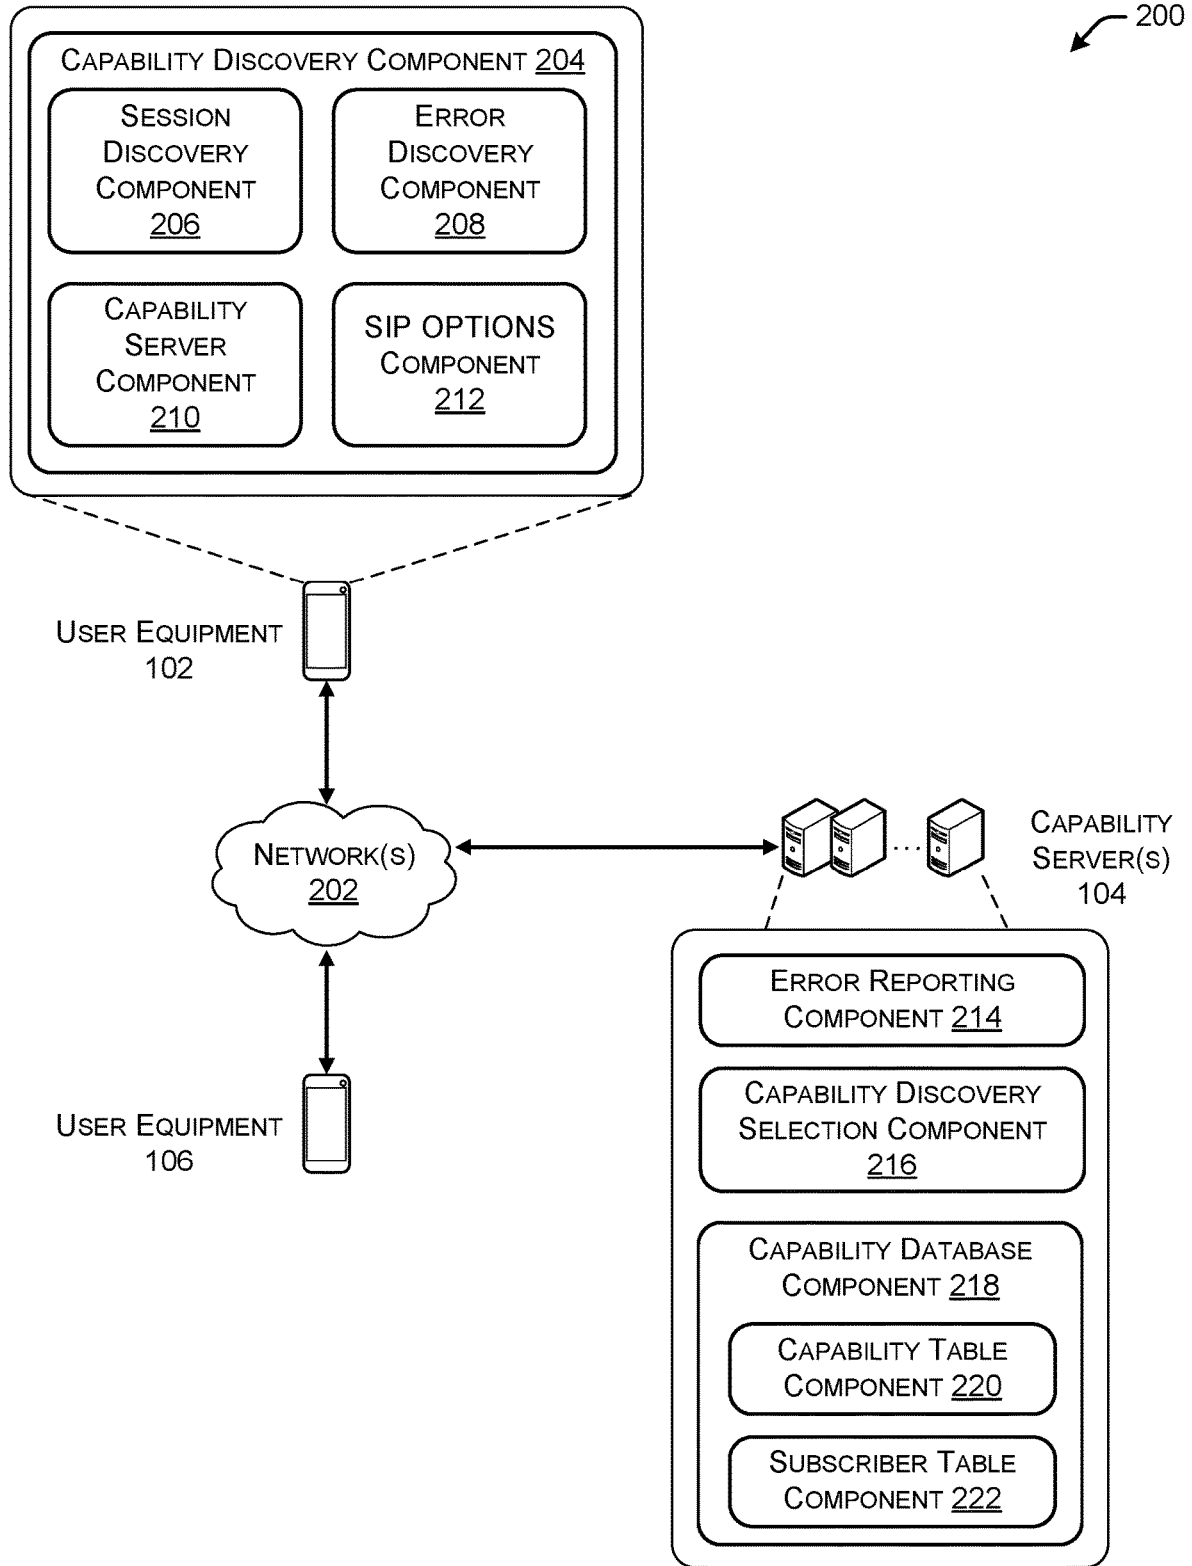 200
CAPABILITY DISCOVERY COMPONENT 204
SESSION
DISCOVERY
COMPONENT
206
ERROR
DISCOVERY
COMPONENT
208
CAPABILITY
SERVER
COMPONENT
210
SIP OPTIONS
COMPONENT
212
USER EQUIPMENT
102
NETWORK(S)
202
CAPABILITY
SERVER(S)
104
USER EQUIPMENT
106
ERROR REPORTING
COMPONENT 214
CAPABILITY DISCOVERY
SELECTION COMPONENT
216
CAPABILITY DATABASE
COMPONENT 218
CAPABILITY TABLE
COMPONENT 220
SUBSCRIBER TABLE
COMPONENT 222